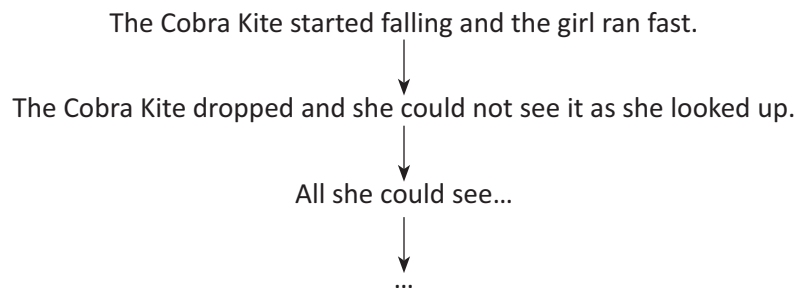 The Cobra Kite started falling and the girl ran fast.
The Cobra Kite dropped and she could not see it as she looked up.
All she could see…
…